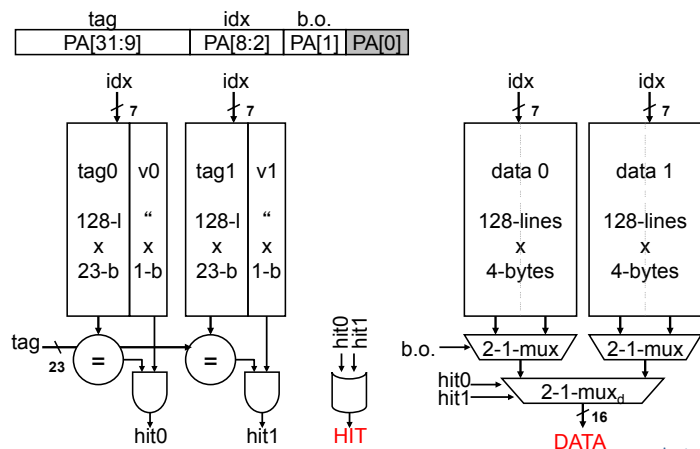 tag idx b.o.
PA[31:9] PA[8:2] PA[1] PA[0]
idx idx idx idx
7 7 7 7
tag0 v0 tag1 v1 data 0 data 1
128-l “ 128-l “ 128-lines 128-lines
x x x x x x
23-b 1-b 23-b 1-b 4-bytes 4-bytes
hit0 hit1
tag = = b.o. 2-1-mux 2-1-mux
23
hit0 2-1-mux_d
hit1
16
hit0 hit1 HIT DATA